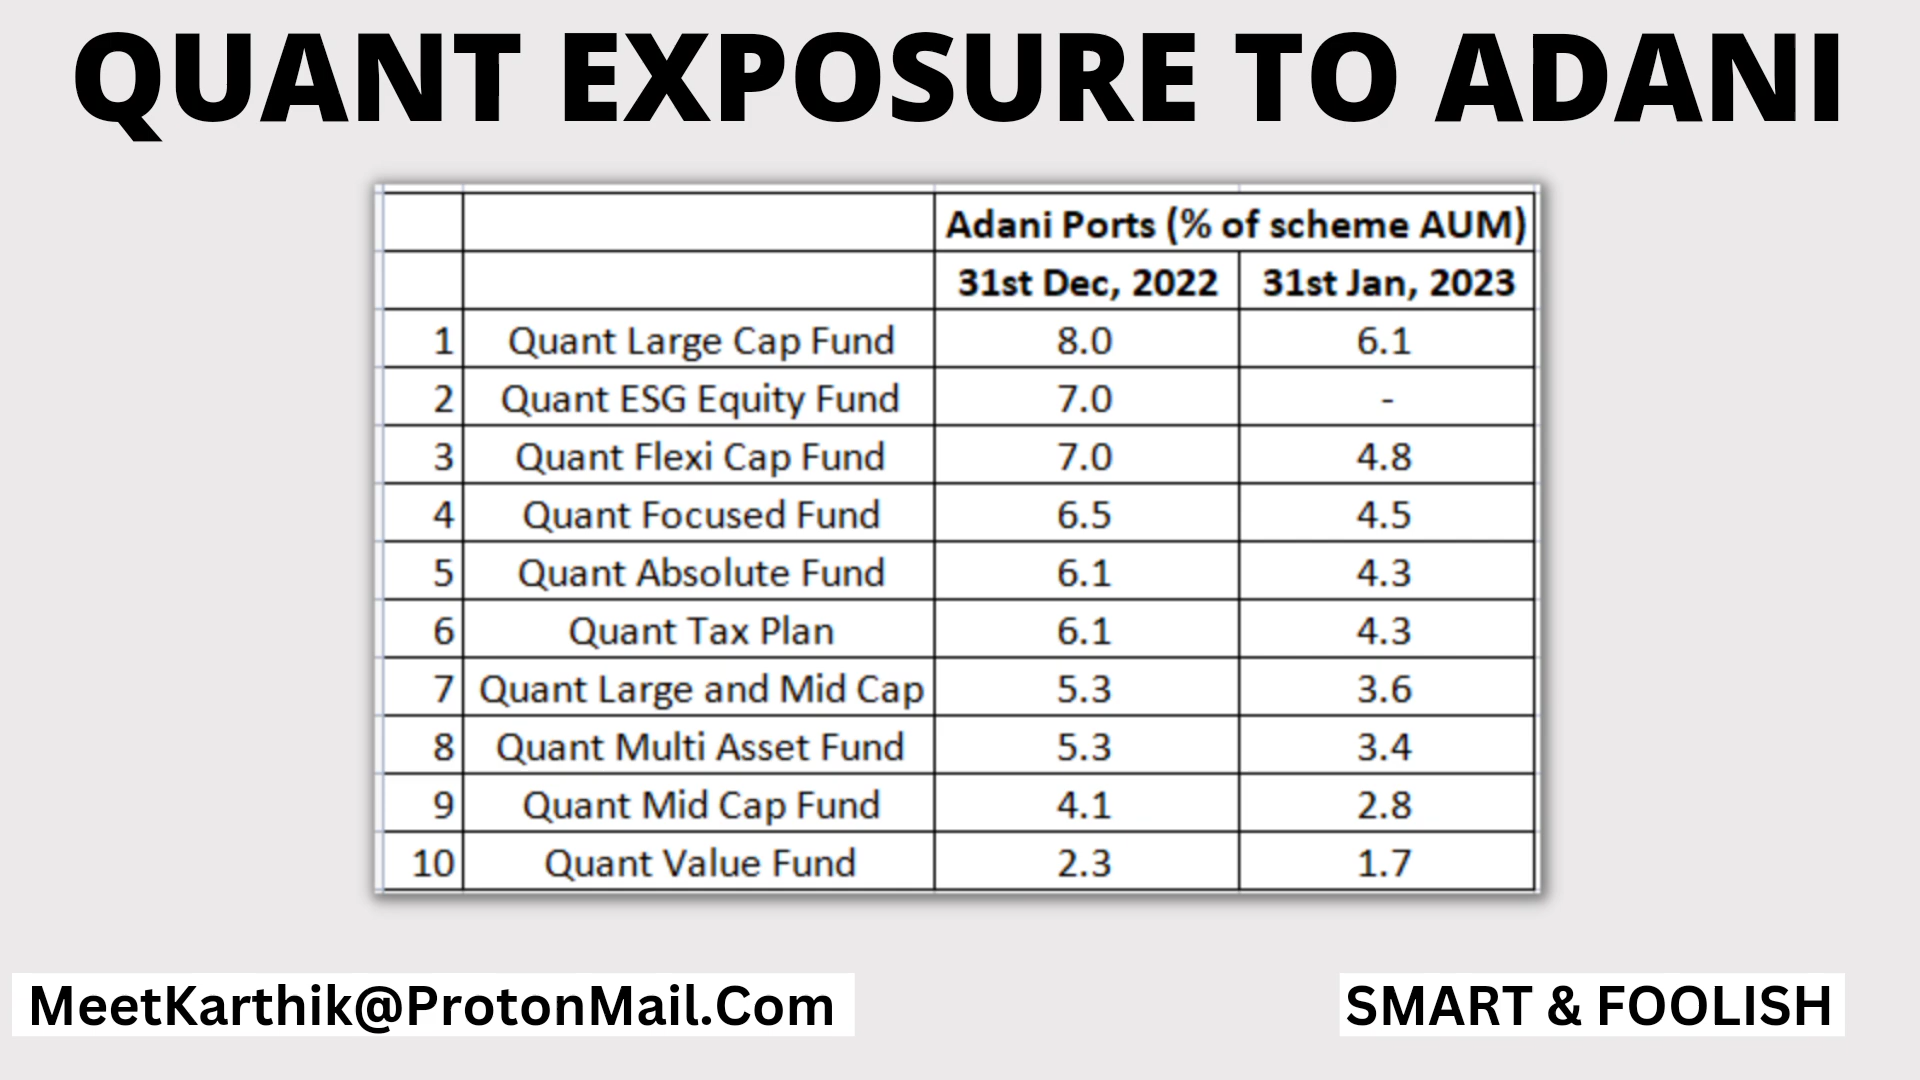 QUANT EXPOSURE TO ADANI
Adani Ports (% of scheme AUM)
31st Dec, 2022 31st Jan, 2023
1 Quant Large Cap Fund 8.0 6.1
2 Quant ESG Equity Fund 7.0 -
3 Quant Flexi Cap Fund 7.0 4.8
4 Quant Focused Fund 6.5 4.5
5 Quant Absolute Fund 6.1 4.3
6 Quant Tax Plan 6.1 4.3
7 Quant Large and Mid Cap 5.3 3.6
8 Quant Multi Asset Fund 5.3 3.4
9 Quant Mid Cap Fund 4.1 2.8
10 Quant Value Fund 2.3 1.7
MeetKarthik@ProtonMail.Com
SMART & FOOLISH